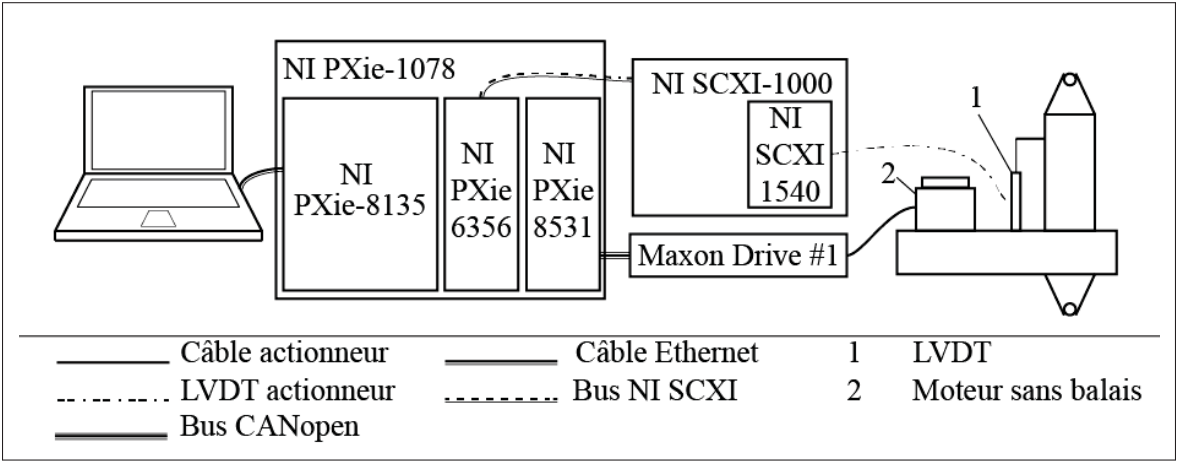 NI PXie-1078
NI
PXie-8135
NI
PXie
6356
NI
PXie
8531
NI SCXI-1000
NI
SCXI
1540
Maxon Drive #1
1
2
Câble actionneur
Câble Ethernet
1 LVDT
LVDT actionneur
Bus NI SCXI
2 Moteur sans balais
Bus CANopen